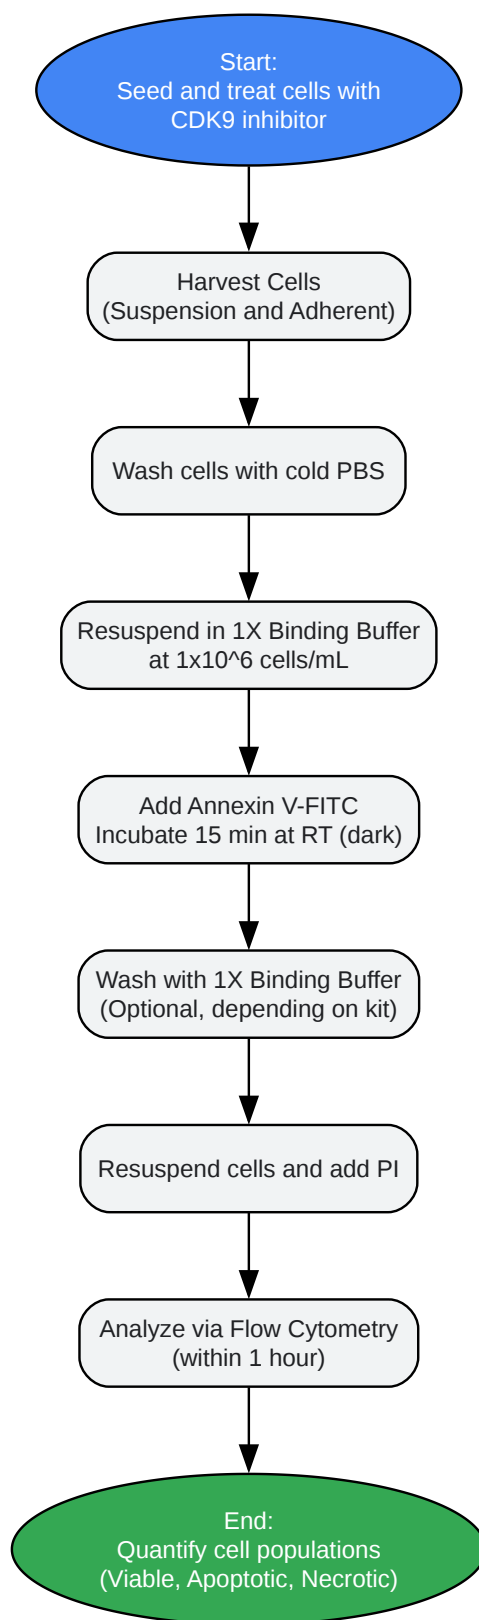 Start:
Seed and treat cells with
CDK9 inhibitor
Harvest Cells
(Suspension and Adherent)
Wash cells with cold PBS
Resuspend in 1X Binding Buffer
at 1x10^6 cells/mL
Add Annexin V-FITC
Incubate 15 min at RT (dark)
Wash with 1X Binding Buffer
(Optional, depending on kit)
Resuspend cells and add PI
Analyze via Flow Cytometry
(within 1 hour)
End:
Quantify cell populations
(Viable, Apoptotic, Necrotic)